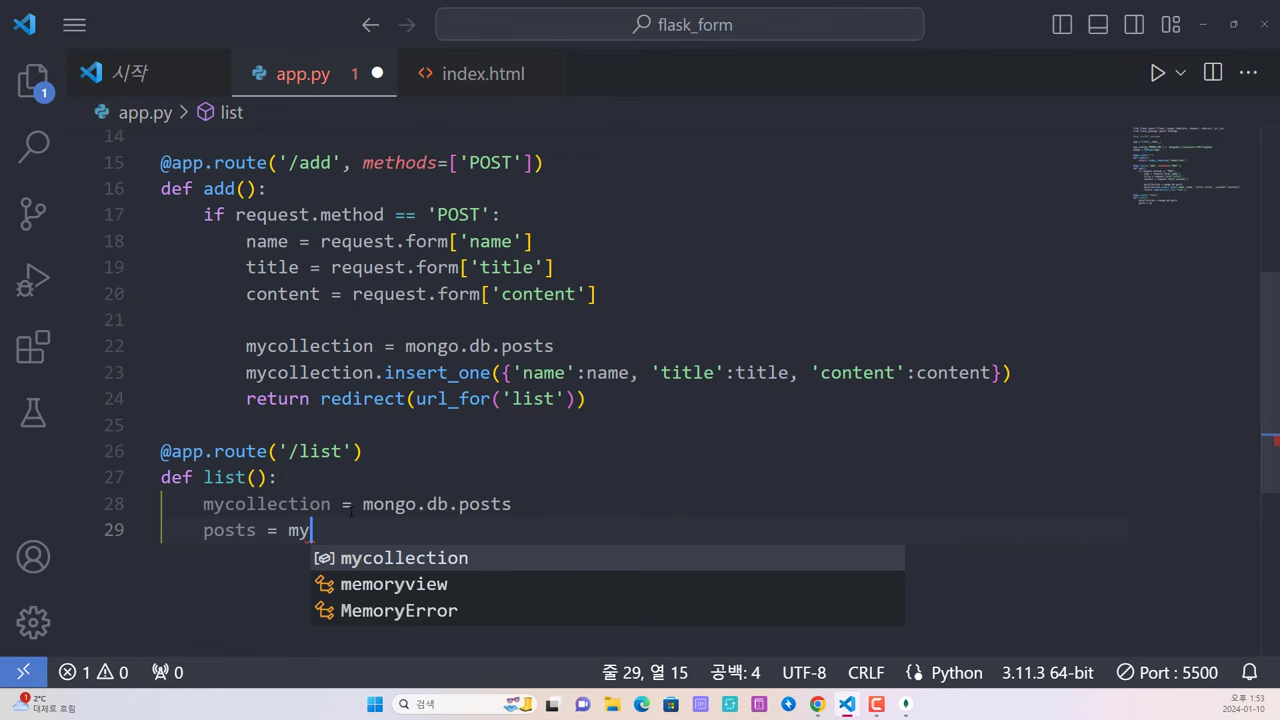 flask_form
시작
app.py 1
index.html
app.py > list
14
15 @app.route('/add', methods=['POST'])
16 def add():
17 if request.method == 'POST':
18 name = request.form['name']
19 title = request.form['title']
20 content = request.form['content']
21
22 mycollection = mongo.db.posts
23 mycollection.insert_one({'name':name, 'title':title, 'content':content})
24 return redirect(url_for('list'))
25
26 @app.route('/list')
27 def list():
28 mycollection = mongo.db.posts
29 posts = my
mycollection
memoryview
MemoryError
1
1 0 0 줄 29, 열 15 공백: 4 UTF-8 CRLF Python 3.11.3 64-bit Port : 5500
2°C
대체로 흐림
검색
오후 1:53
2024-01-10